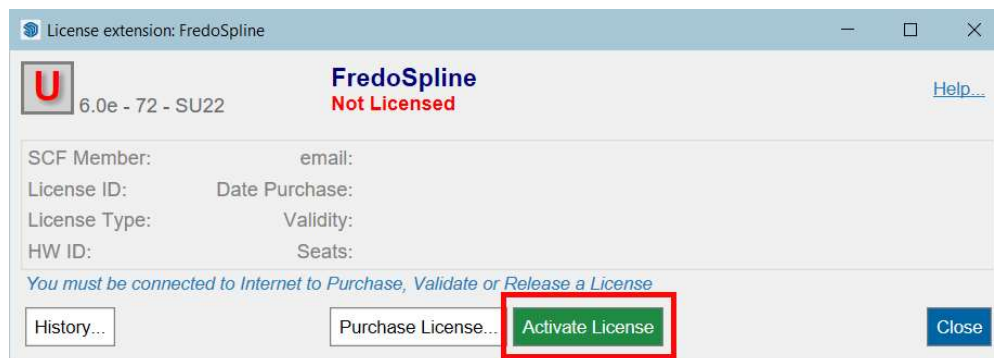 License extension: FredoSpline
U 6.0e - 72 - SU22
FredoSpline
Not Licensed
Help...
SCF Member: email:
License ID: Date Purchase:
License Type: Validity:
HW ID: Seats:
You must be connected to Internet to Purchase, Validate or Release a License
History... Purchase License... Activate License Close